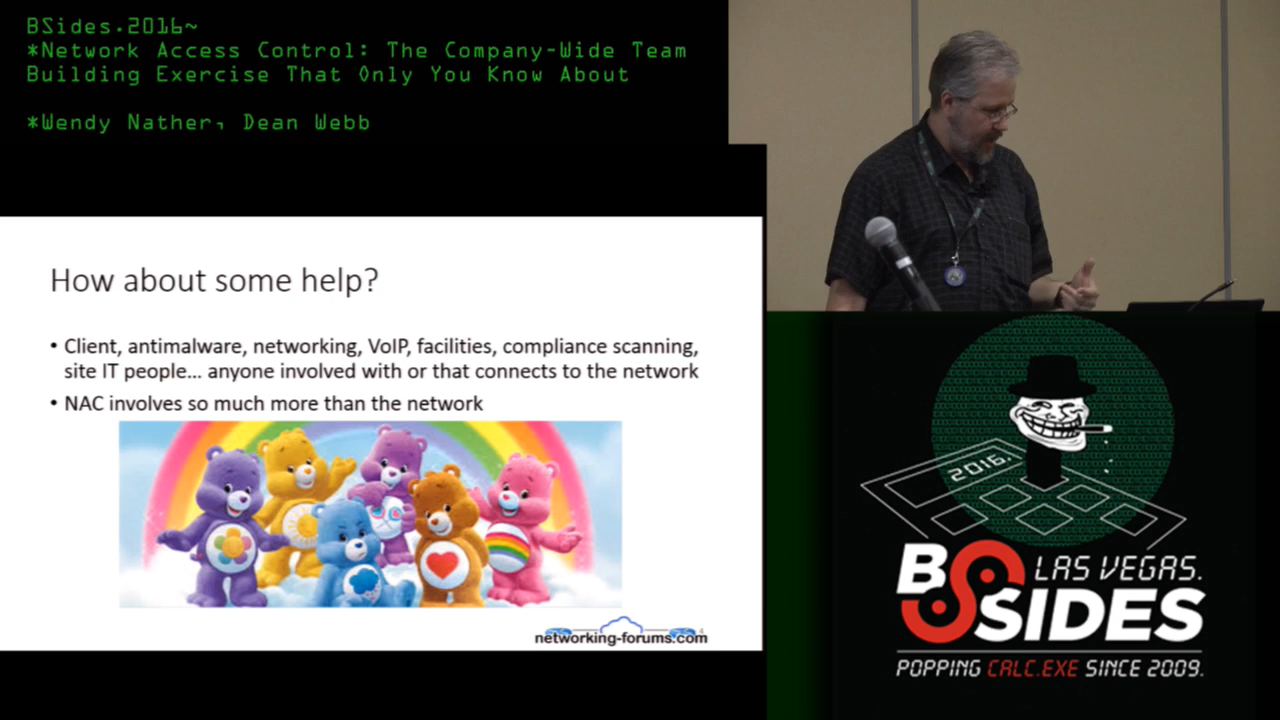 BSides.2016~
*Network Access Control: The Company-Wide Team
Building Exercise That Only You Know About
*Wendy Nather, Dean Webb
How about some help?
• Client, antimalware, networking, VoIP, facilities, compliance scanning,
site IT people... anyone involved with or that connects to the network
• NAC involves so much more than the network
networking-forums.com
2016.
BSIDES
LAS VEGAS.
POPPING CALC.EXE SINCE 2009.